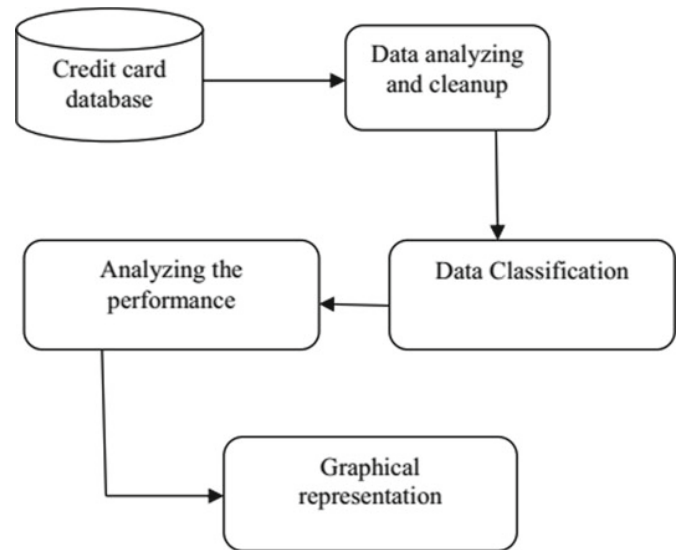 Credit card
database
Data analyzing
and cleanup
Data Classification
Analyzing the
performance
Graphical
representation